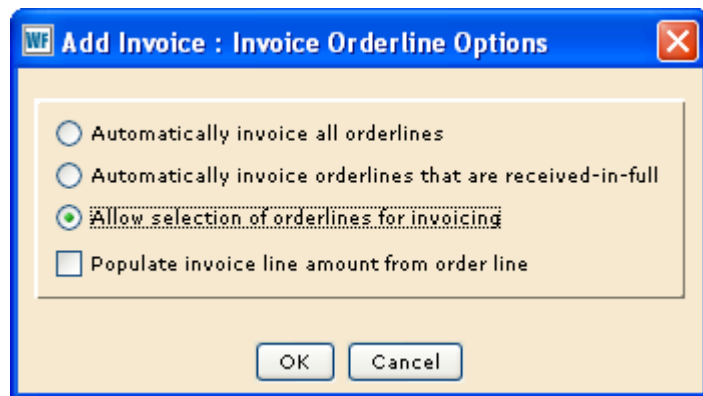 WF Add Invoice : Invoice Orderline Options
Automatically invoice all orderlines
Automatically invoice orderlines that are received-in-full
Allow selection of orderlines for invoicing
Populate invoice line amount from order line
OK Cancel